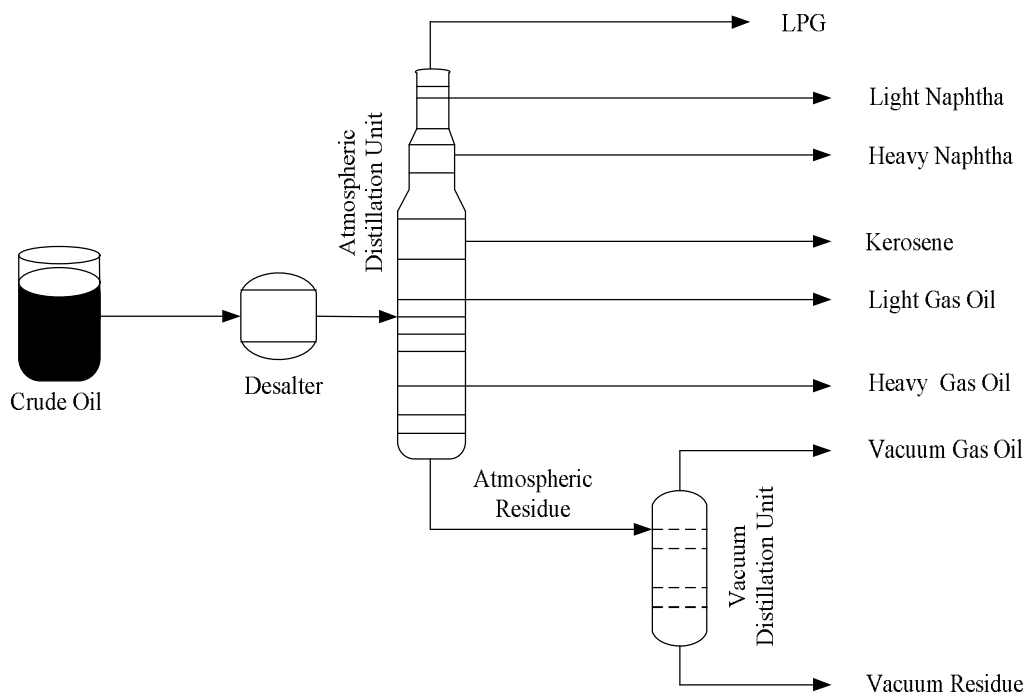 LPG
Light Naphtha
Heavy Naphtha
Atmospheric
Distillation Unit
Kerosene
Light Gas Oil
Desalter
Heavy Gas Oil
Crude Oil
Vacuum Gas Oil
Atmospheric
Residue
Vacuum
Distillation Unit
Vacuum Residue